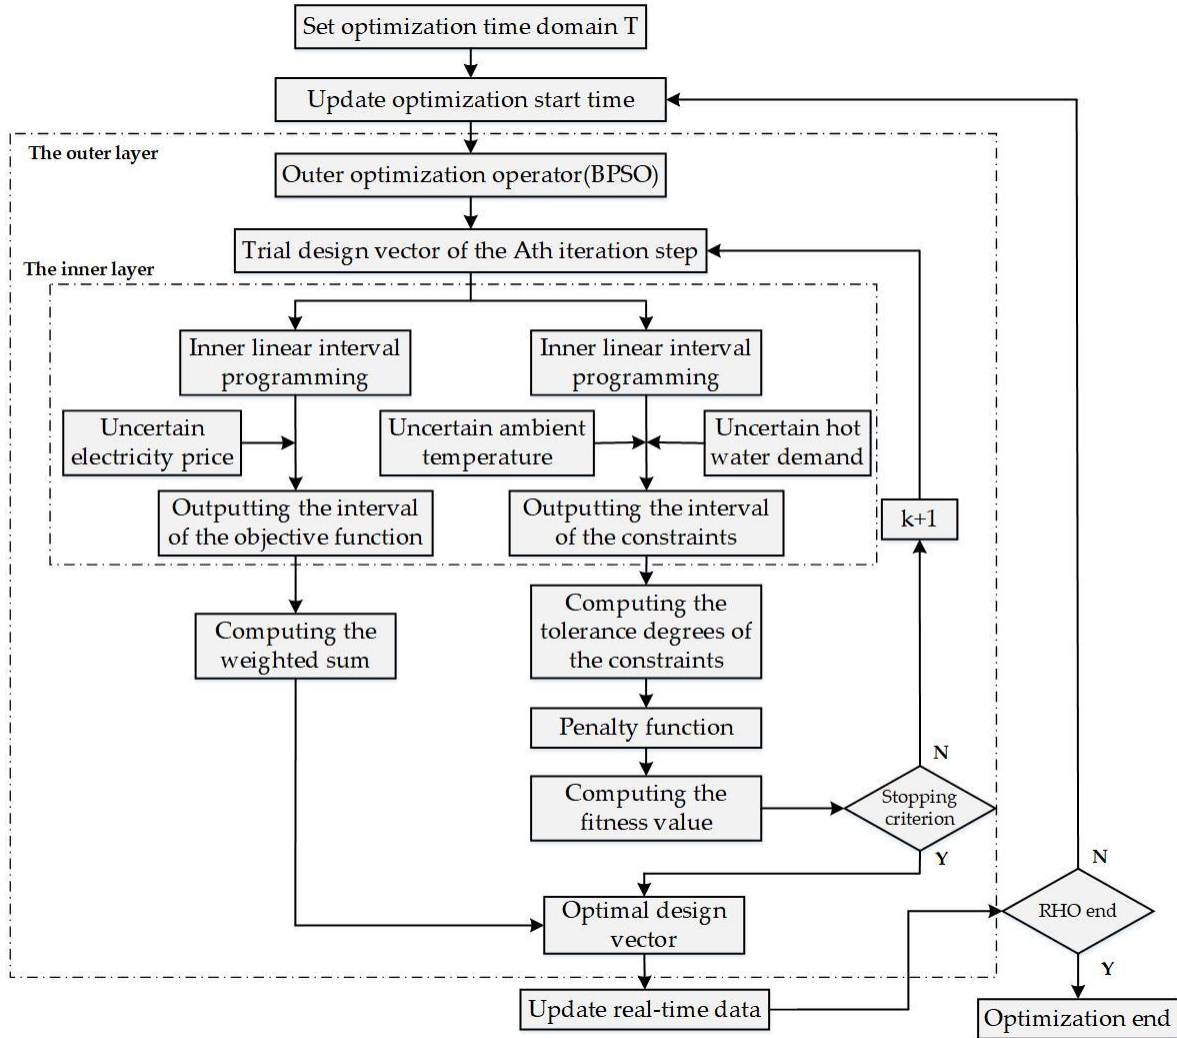 Set optimization time domain T
Update optimization start time
The outer layer
Outer optimization operator(BPSO)
Trial design vector of the Ath iteration step
The inner layer
Inner linear interval
programming
Inner linear interval
programming
Uncertain
electricity price
Uncertain ambient
temperature
Uncertain hot
water demand
Outputting the interval
of the objective function
Outputting the interval
of the constraints
k+1
Computing the
weighted sum
Computing the
tolerance degrees of
the constraints
Penalty function
N
Computing the
fitness value
Stopping
criterion
Y
N
Optimal design
vector
RHO end
Y
Update real-time data
Optimization end